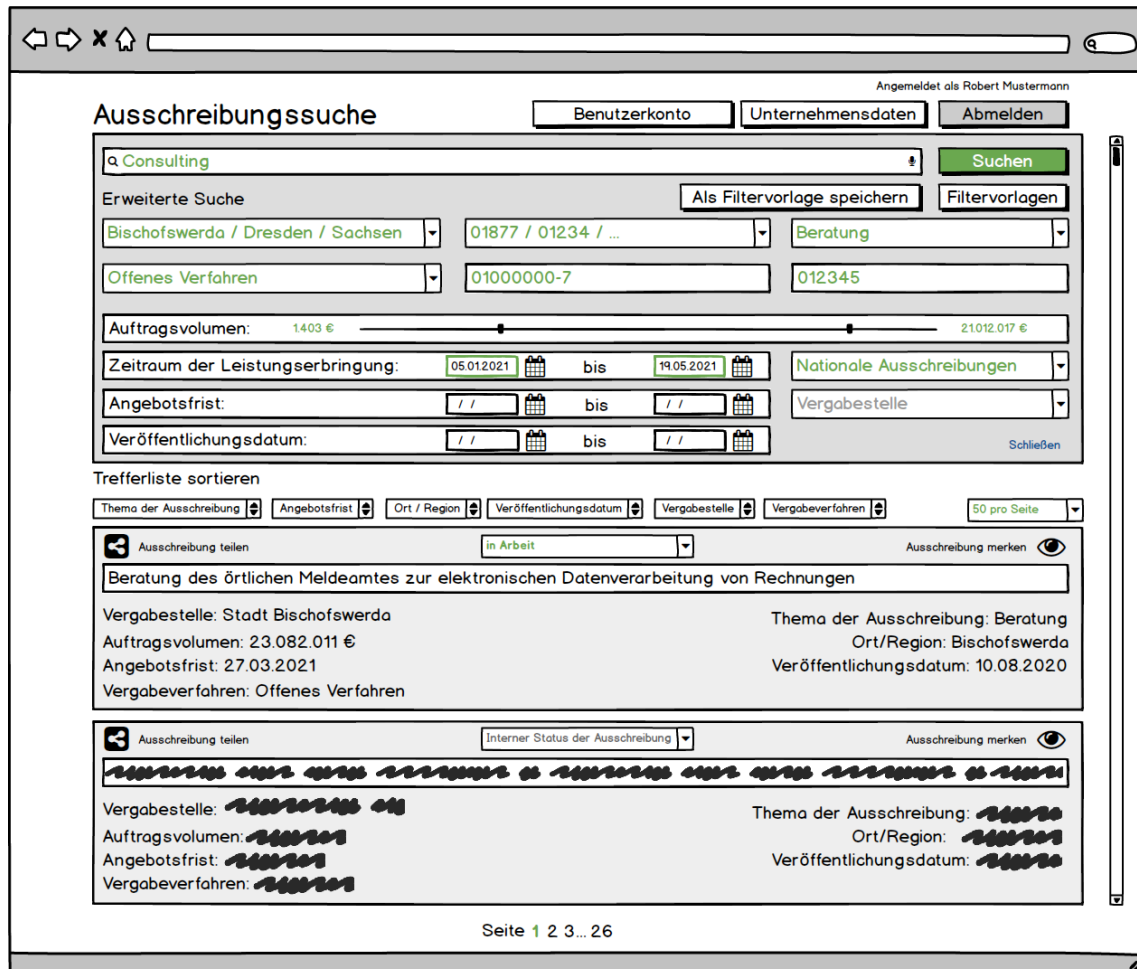 Angemeldet als Robert Mustermann
Ausschreibungssuche Benutzerkonto Unternehmensdaten Abmelden
Consulting Suchen
Erweiterte Suche Als Filtervorlage speichern Filtervorlagen
Bischofswerda / Dresden / Sachsen 01877 / 01234 / ... Beratung
Offenes Verfahren 01000000-7 012345
Auftragsvolumen: 1.403 € 21.012.017 €
Zeitraum der Leistungserbringung: 05.01.2021 bis 19.05.2021 Nationale Ausschreibungen
Angebotsfrist: / / bis / / Vergabestelle
Veröffentlichungsdatum: / / bis / / Schließen
Trefferliste sortieren
Thema der Ausschreibung Angebotsfrist Ort / Region Veröffentlichungsdatum Vergabestelle Vergabeverfahren 50 pro Seite
Ausschreibung teilen in Arbeit Ausschreibung merken
Beratung des örtlichen Meldeamtes zur elektronischen Datenverarbeitung von Rechnungen
Vergabestelle: Stadt Bischofswerda Thema der Ausschreibung: Beratung
Auftragsvolumen: 23.082.011 € Ort/Region: Bischofswerda
Angebotsfrist: 27.03.2021 Veröffentlichungsdatum: 10.08.2020
Vergabeverfahren: Offenes Verfahren
Ausschreibung teilen Interner Status der Ausschreibung Ausschreibung merken
Vergabestelle: Thema der Ausschreibung:
Auftragsvolumen: Ort/Region:
Angebotsfrist: Veröffentlichungsdatum:
Vergabeverfahren:
Seite 1 2 3... 26